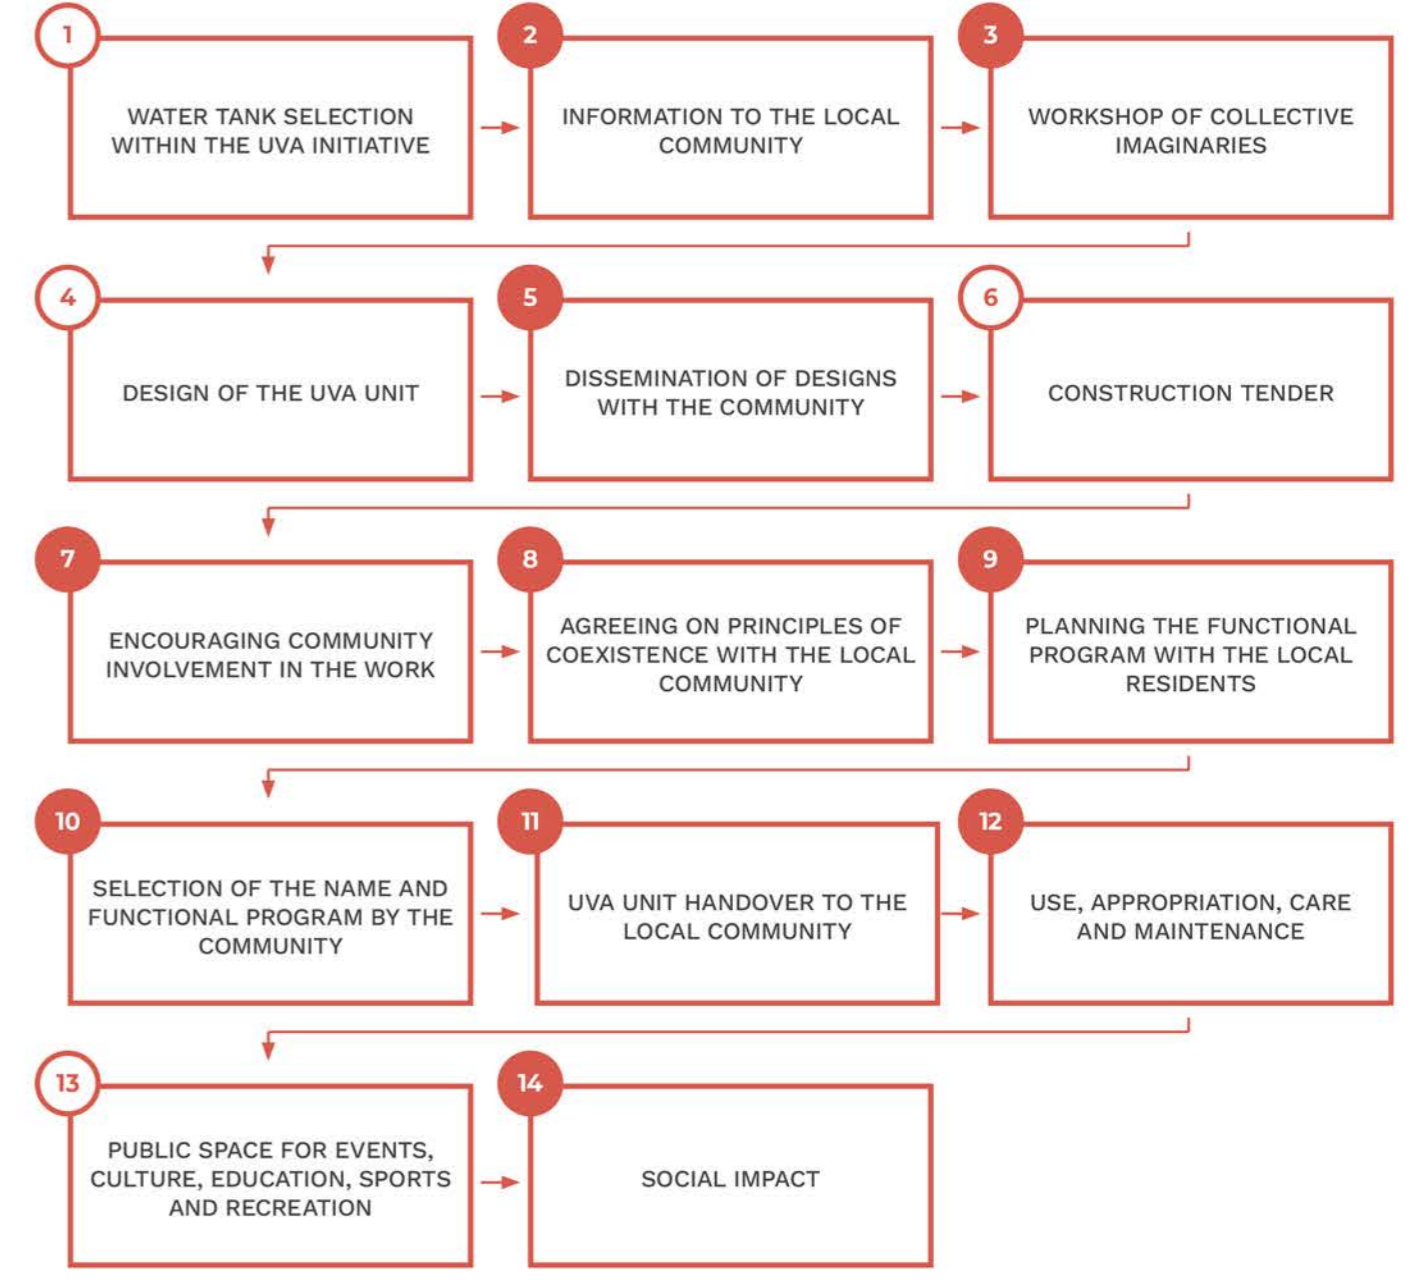 1
WATER TANK SELECTION
WITHIN THE UVA INITIATIVE
2
INFORMATION TO THE LOCAL
COMMUNITY
3
WORKSHOP OF COLLECTIVE
IMAGINARIES
4
DESIGN OF THE UVA UNIT
5
DISSEMINATION OF DESIGNS
WITH THE COMMUNITY
6
CONSTRUCTION TENDER
7
ENCOURAGING COMMUNITY
INVOLVEMENT IN THE WORK
8
AGREEING ON PRINCIPLES OF
COEXISTENCE WITH THE LOCAL
COMMUNITY
9
PLANNING THE FUNCTIONAL
PROGRAM WITH THE LOCAL
RESIDENTS
10
SELECTION OF THE NAME AND
FUNCTIONAL PROGRAM BY THE
COMMUNITY
11
UVA UNIT HANDOVER TO THE
LOCAL COMMUNITY
12
USE, APPROPRIATION, CARE
AND MAINTENANCE
13
PUBLIC SPACE FOR EVENTS,
CULTURE, EDUCATION, SPORTS
AND RECREATION
14
SOCIAL IMPACT